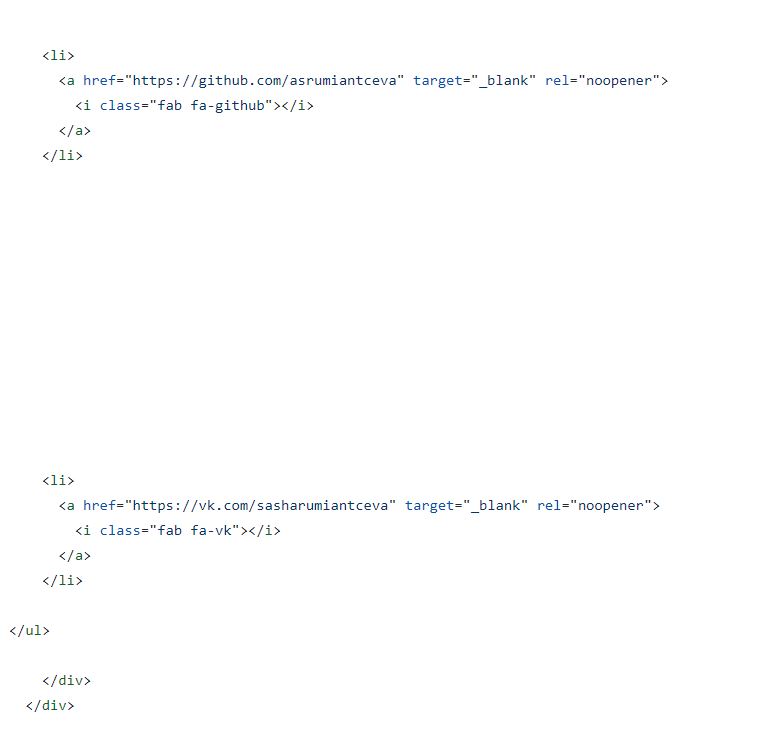 <li>
<a href="https://github.com/asrumiantceva" target="_blank" rel="noopener">
<i class="fab fa-github"></i>
</a>
</li>
<li>
<a href="https://vk.com/sasharumiantceva" target="_blank" rel="noopener">
<i class="fab fa-vk"></i>
</a>
</li>
</ul>
</div>
</div>